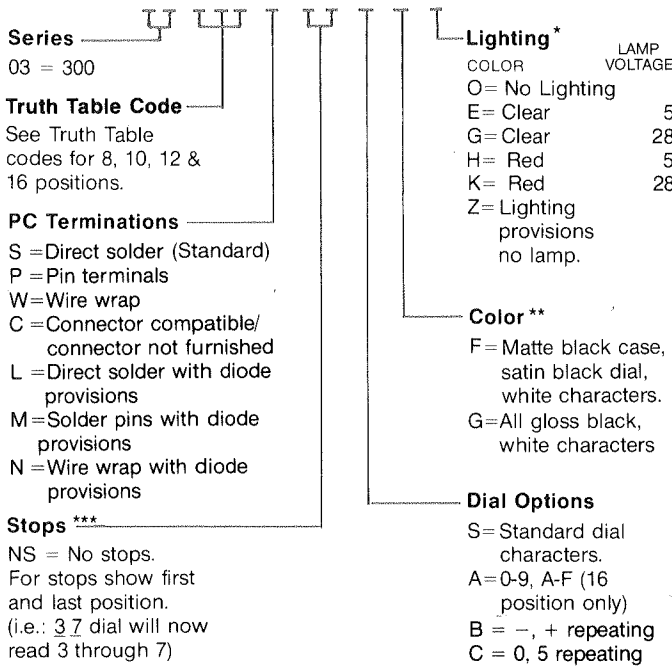 Series
03 = 300
Truth Table Code
See Truth Table
codes for 8, 10, 12 &
16 positions.
PC Terminations
S =Direct solder (Standard)
P =Pin terminals
W=Wire wrap
C =Connector compatible/
connector not furnished
L =Direct solder with diode
provisions
M=Solder pins with diode
provisions
N =Wire wrap with diode
provisions
Stops ***
NS = No stops.
For stops show first
and last position.
(i.e.: 3 7 dial will now
read 3 through 7)
Lighting*
COLOR LAMP VOLTAGE
O= No Lighting
E= Clear 5
G=Clear 28
H= Red 5
K= Red 28
Z= Lighting
provisions
no lamp.
Color **
F= Matte black case,
satin black dial,
white characters.
G=All gloss black,
white characters
Dial Options
S= Standard dial
characters.
A=0-9, A-F (16
position only)
B = −, + repeating
C = 0, 5 repeating